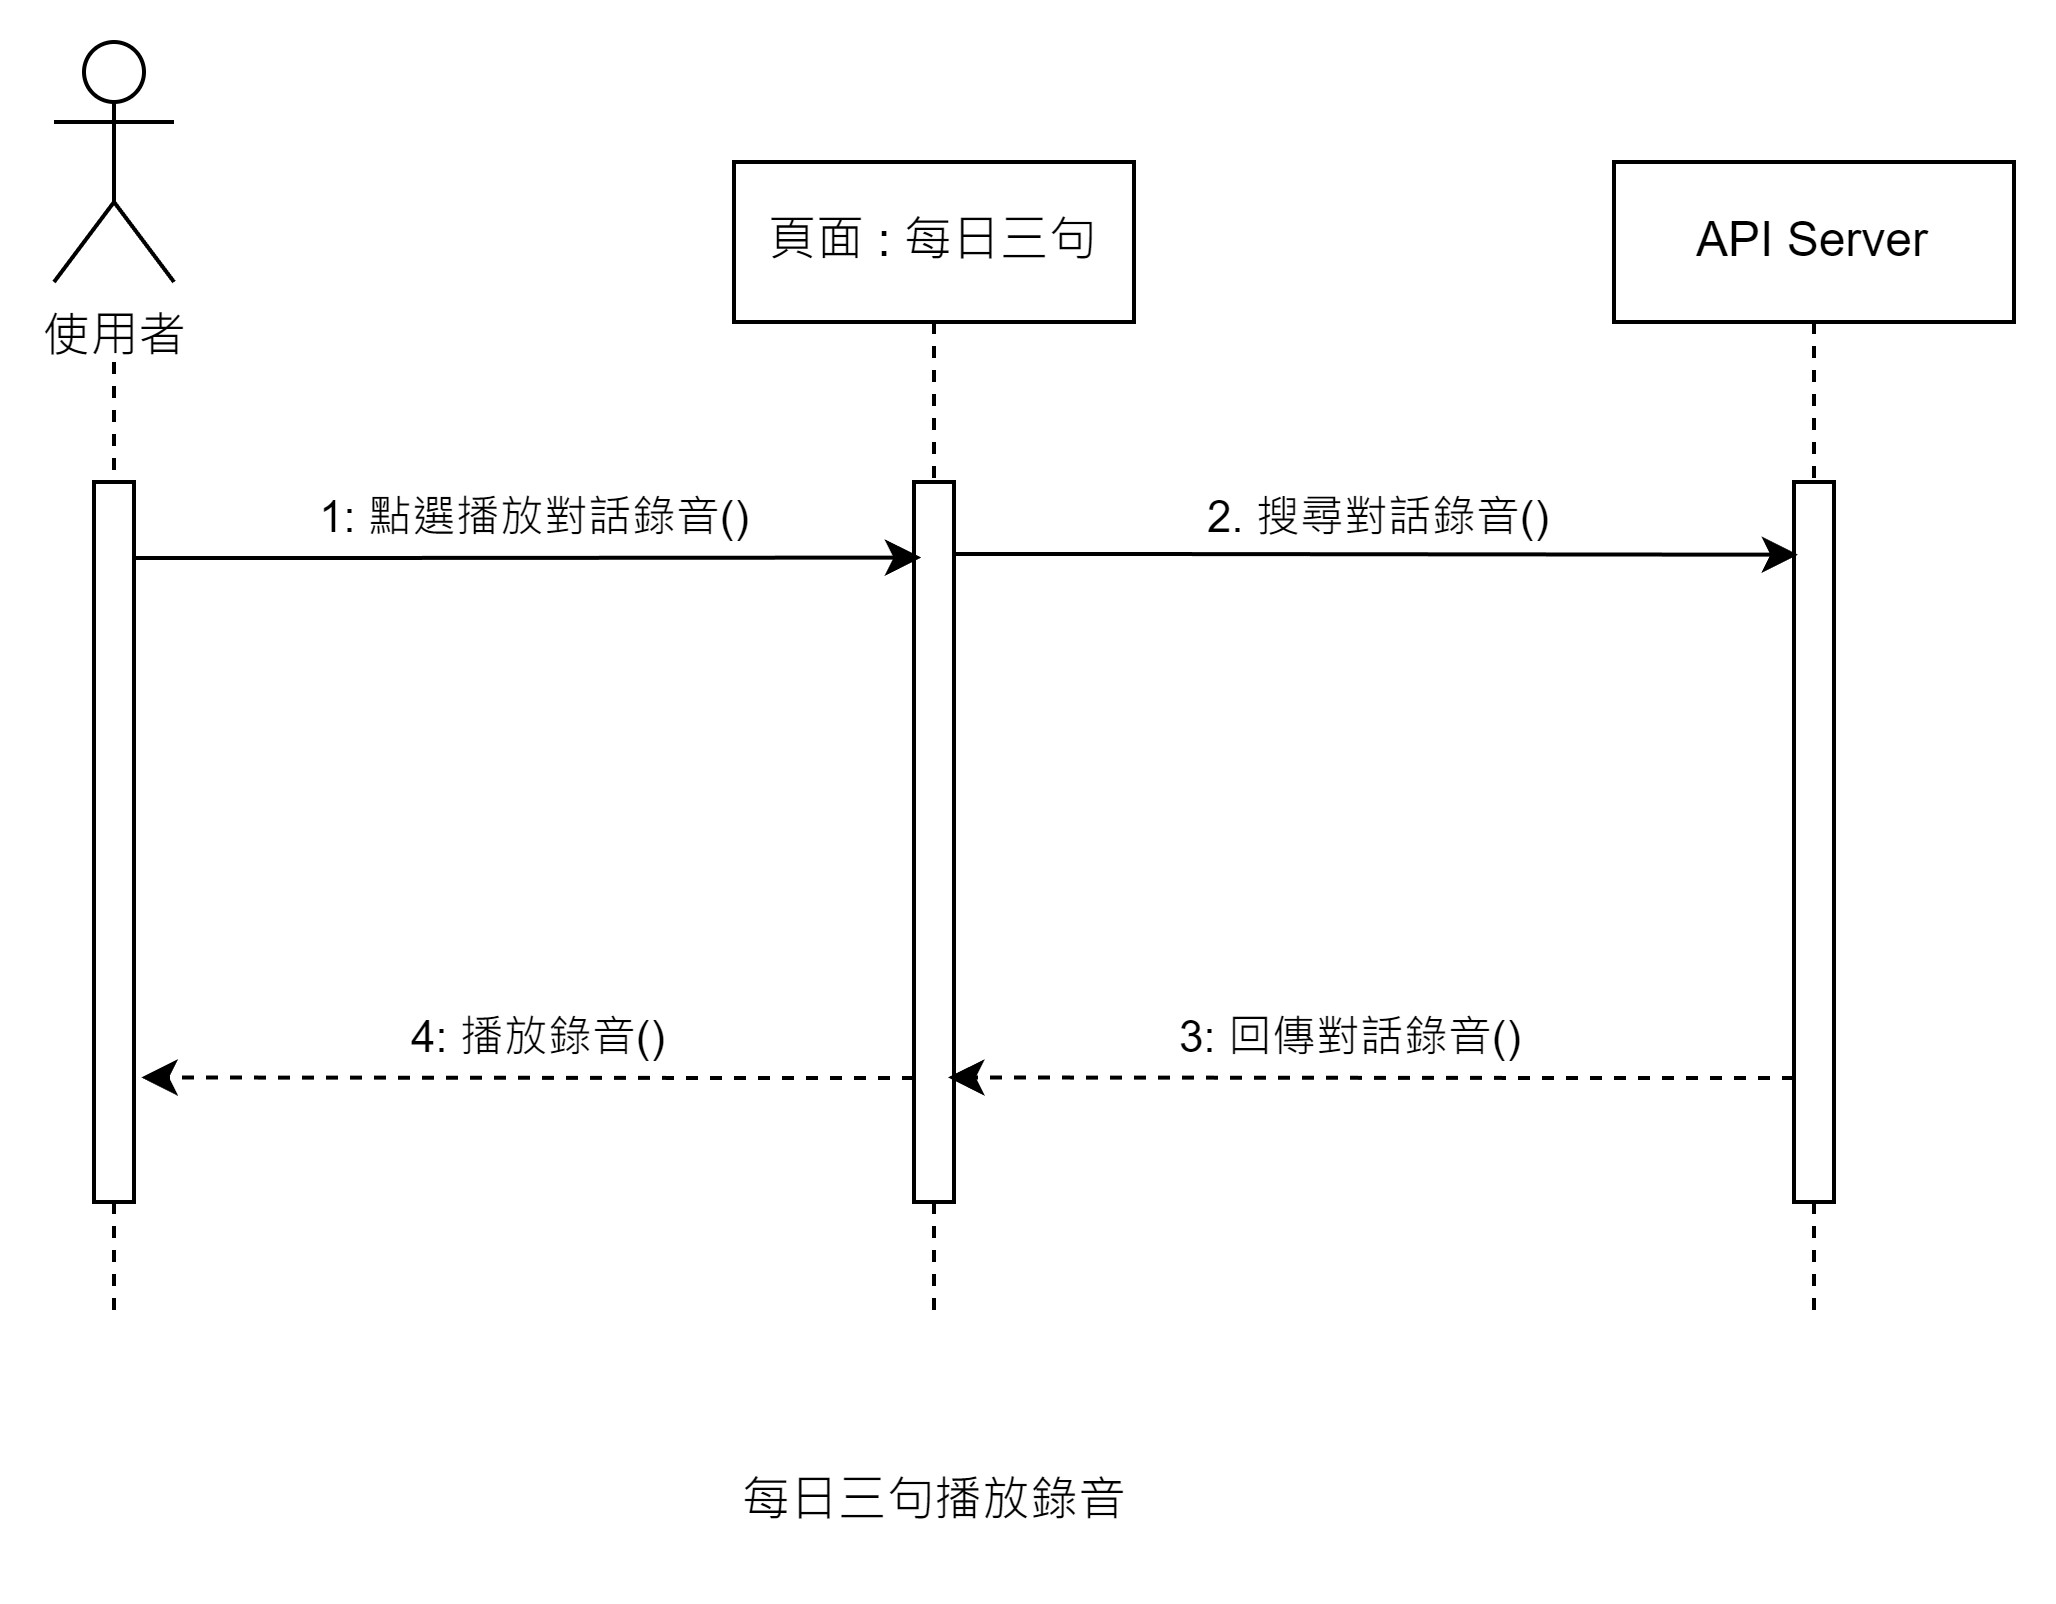 使用者
頁面 : 每日三句
API Server
1: 點選播放對話錄音()
2. 搜尋對話錄音()
4: 播放錄音()
3: 回傳對話錄音()
每日三句播放錄音